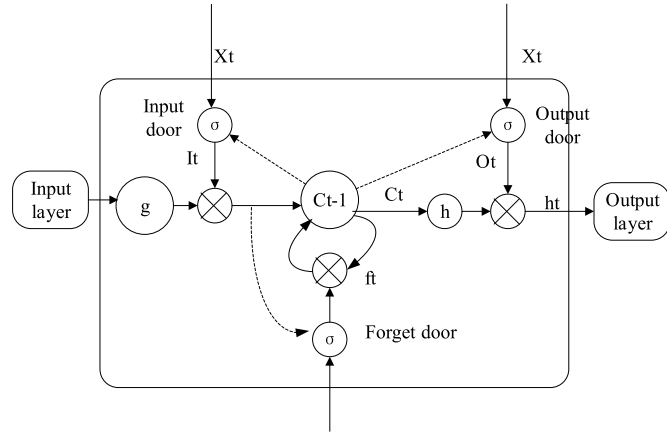 Xt
Xt
Input
door
σ
σ
Output
door
It
Ot
Input
layer
g
Ct-1
Ct
h
ht
Output
layer
ft
σ
Forget door